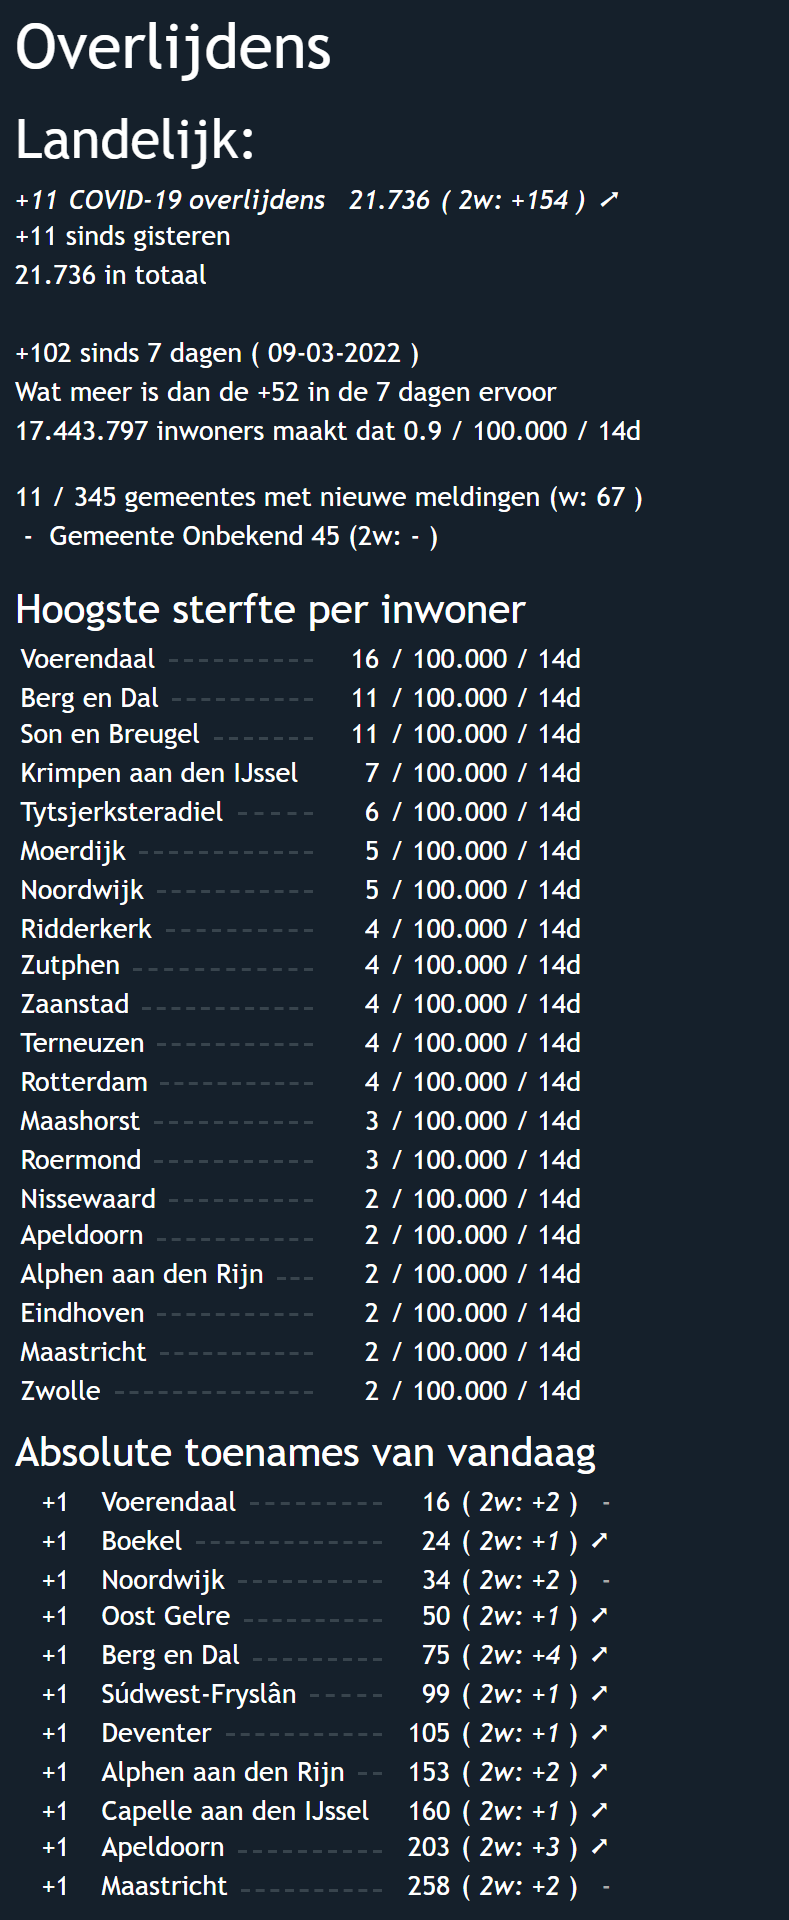 Overlijdens
Landelijk:
+11 COVID-19 overlijdens 21.736 ( 2w: +154 ) ➚
+11 sinds gisteren
21.736 in totaal
+102 sinds 7 dagen ( 09-03-2022 )
Wat meer is dan de +52 in de 7 dagen ervoor
17.443.797 inwoners maakt dat 0.9 / 100.000 / 14d
11 / 345 gemeentes met nieuwe meldingen (w: 67 )
- Gemeente Onbekend 45 (2w: - )
Hoogste sterfte per inwoner
Voerendaal ---------- 16 / 100.000 / 14d
Berg en Dal ---------- 11 / 100.000 / 14d
Son en Breugel ------- 11 / 100.000 / 14d
Krimpen aan den IJssel 7 / 100.000 / 14d
Tytsjerksteradiel ----- 6 / 100.000 / 14d
Moerdijk ------------ 5 / 100.000 / 14d
Noordwijk ----------- 5 / 100.000 / 14d
Ridderkerk ---------- 4 / 100.000 / 14d
Zutphen ------------ 4 / 100.000 / 14d
Zaanstad ------------ 4 / 100.000 / 14d
Terneuzen ----------- 4 / 100.000 / 14d
Rotterdam ----------- 4 / 100.000 / 14d
Maashorst ----------- 3 / 100.000 / 14d
Roermond ----------- 3 / 100.000 / 14d
Nissewaard ---------- 2 / 100.000 / 14d
Apeldoorn ----------- 2 / 100.000 / 14d
Alphen aan den Rijn --- 2 / 100.000 / 14d
Eindhoven ----------- 2 / 100.000 / 14d
Maastricht ----------- 2 / 100.000 / 14d
Zwolle -------------- 2 / 100.000 / 14d
Absolute toenames van vandaag
+1 Voerendaal --------- 16 ( 2w: +2 ) -
+1 Boekel ------------- 24 ( 2w: +1 ) ➚
+1 Noordwijk ---------- 34 ( 2w: +2 ) -
+1 Oost Gelre ---------- 50 ( 2w: +1 ) ➚
+1 Berg en Dal --------- 75 ( 2w: +4 ) ➚
+1 Súdwest-Fryslân ----- 99 ( 2w: +1 ) ➚
+1 Deventer ----------- 105 ( 2w: +1 ) ➚
+1 Alphen aan den Rijn -- 153 ( 2w: +2 ) ➚
+1 Capelle aan den IJssel 160 ( 2w: +1 ) ➚
+1 Apeldoorn ---------- 203 ( 2w: +3 ) ➚
+1 Maastricht ---------- 258 ( 2w: +2 ) -